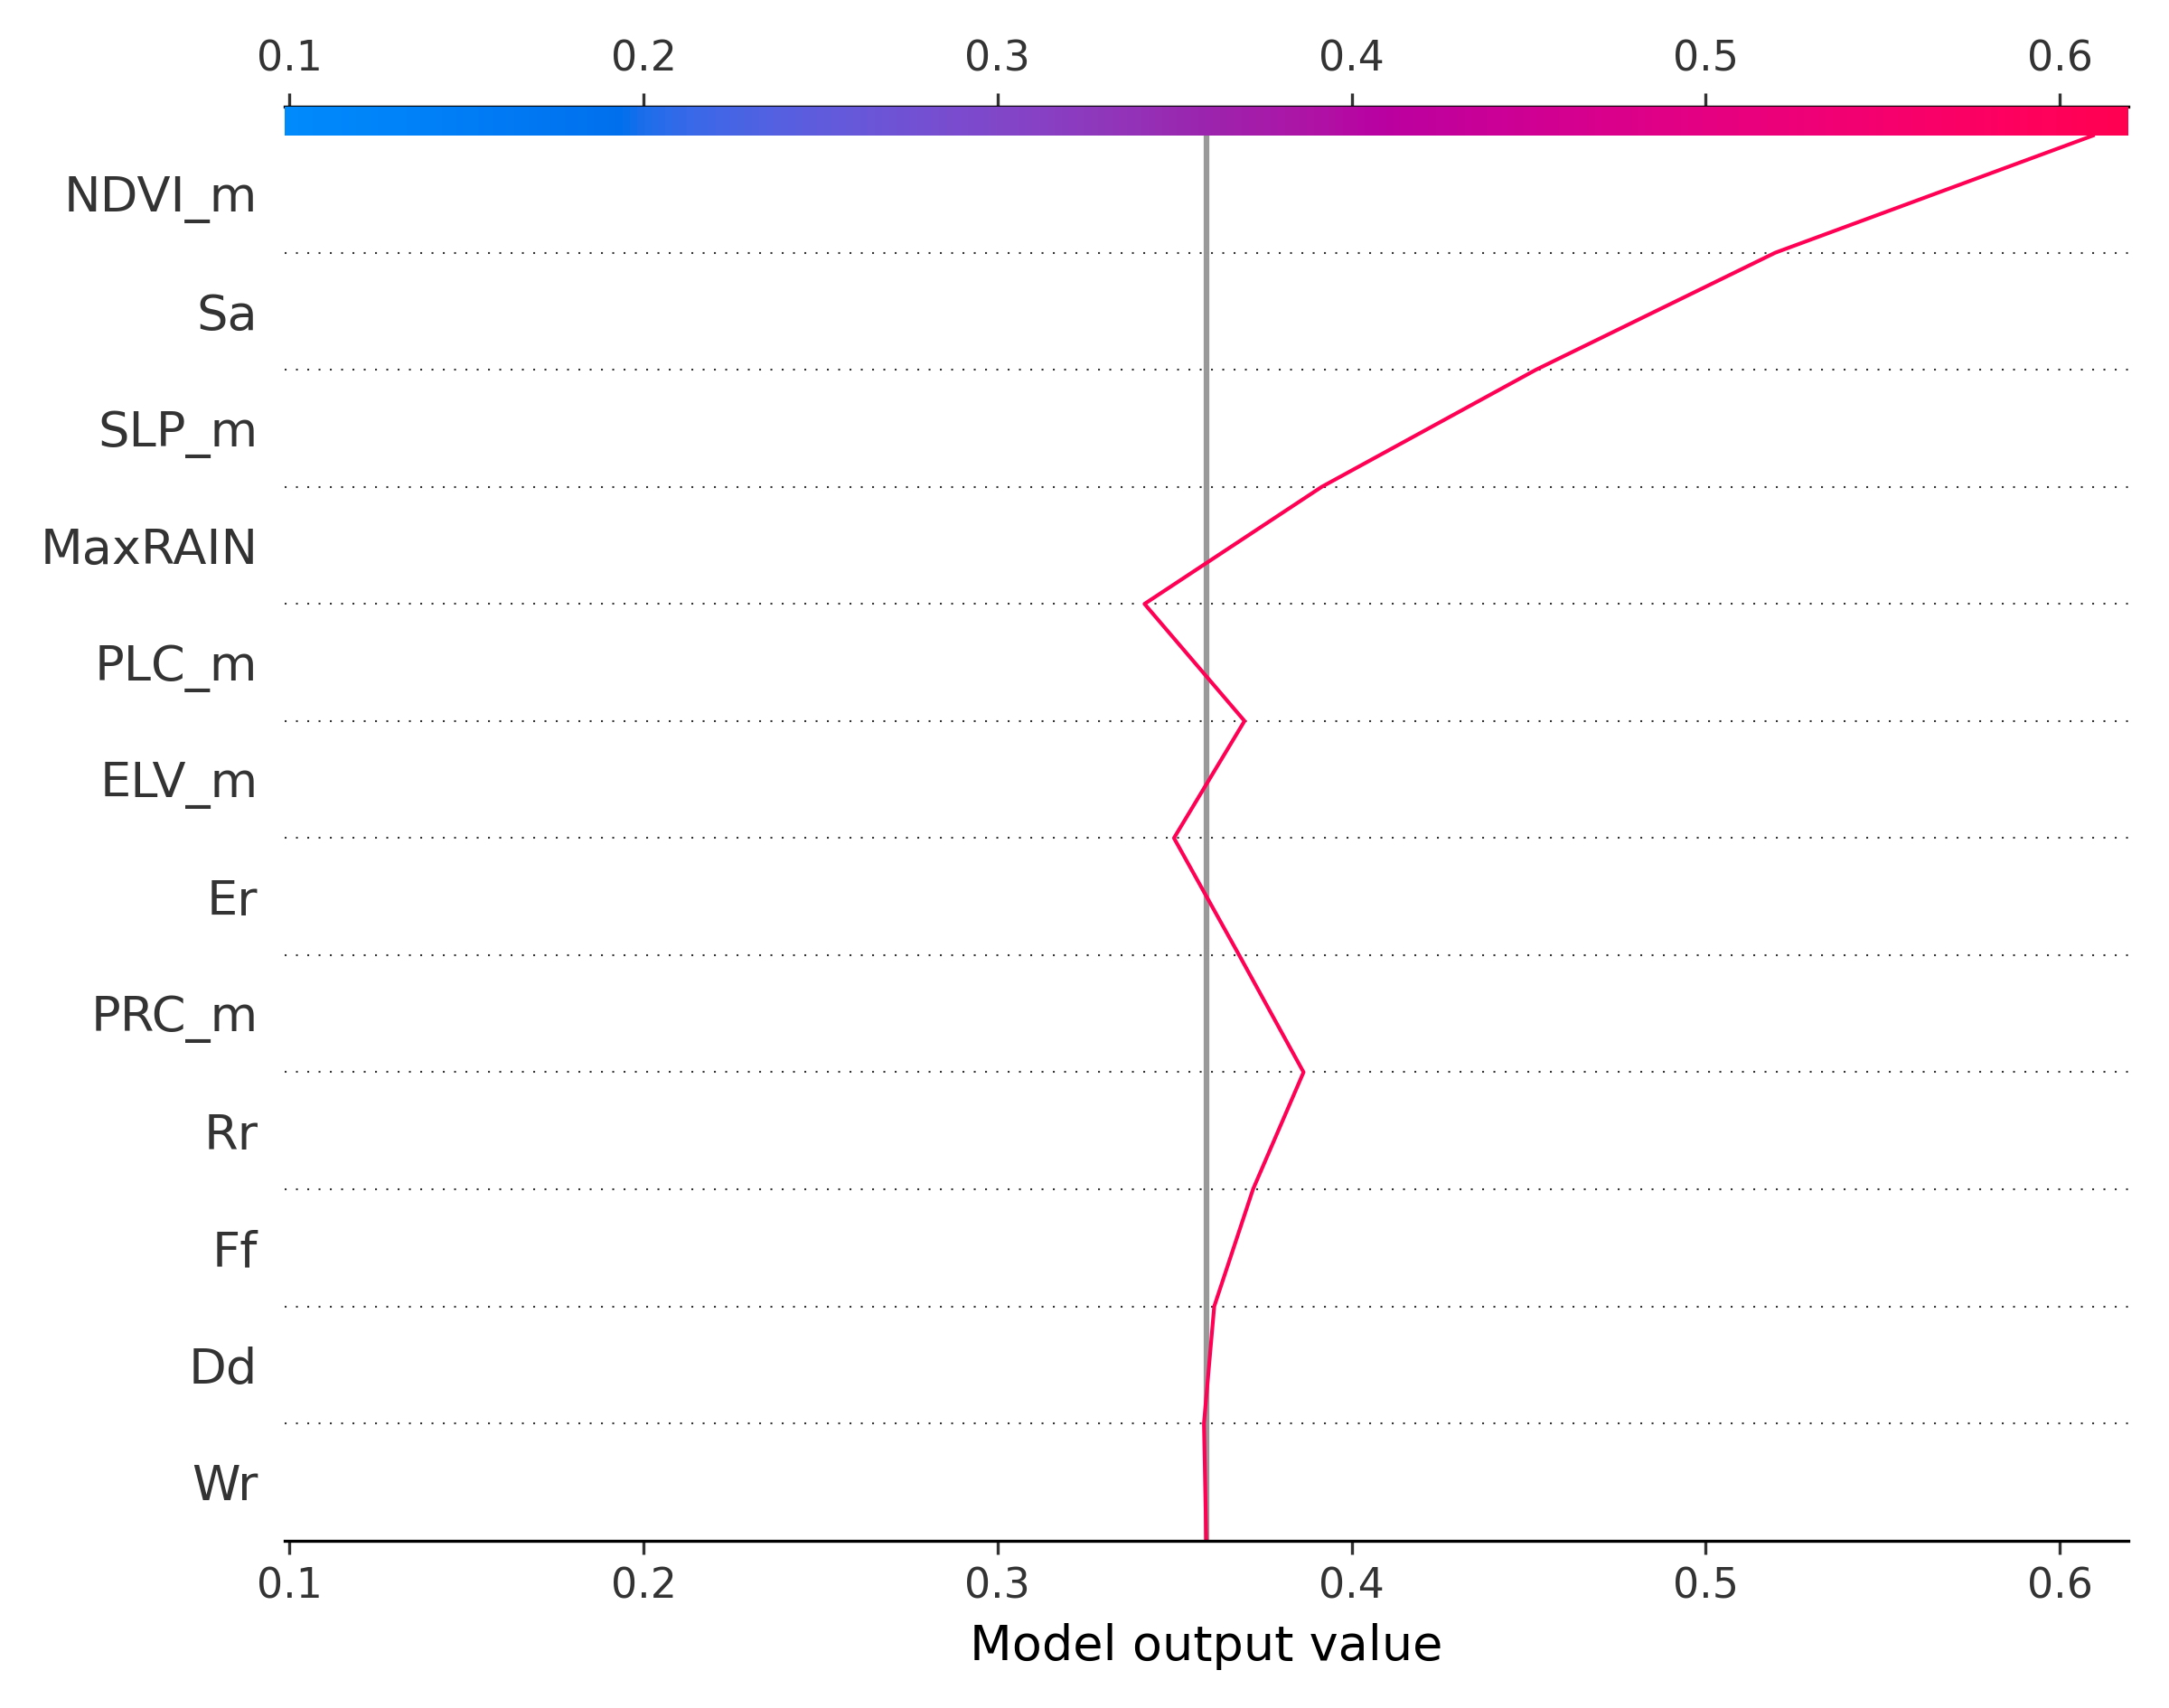 0.1 0.2 0.3 0.4 0.5 0.6
NDVI_m
Sa
SLP_m
MaxRAIN
PLC_m
ELV_m
Er
PRC_m
Rr
Ff
Dd
Wr
0.1 0.2 0.3 0.4 0.5 0.6
Model output value